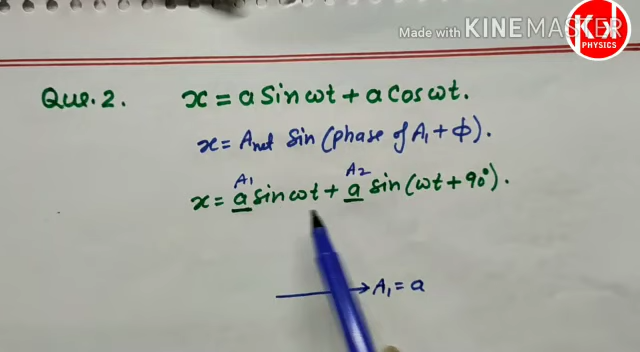 Made with KINEMASTER
KK
PHYSICS
Que. 2. x = a Sin ωt + a Cos ωt.
x = Anet Sin (phase of A1 + ϕ).
A1 A2
x = a sin ωt + a sin (ωt + 90°).
A1 = a